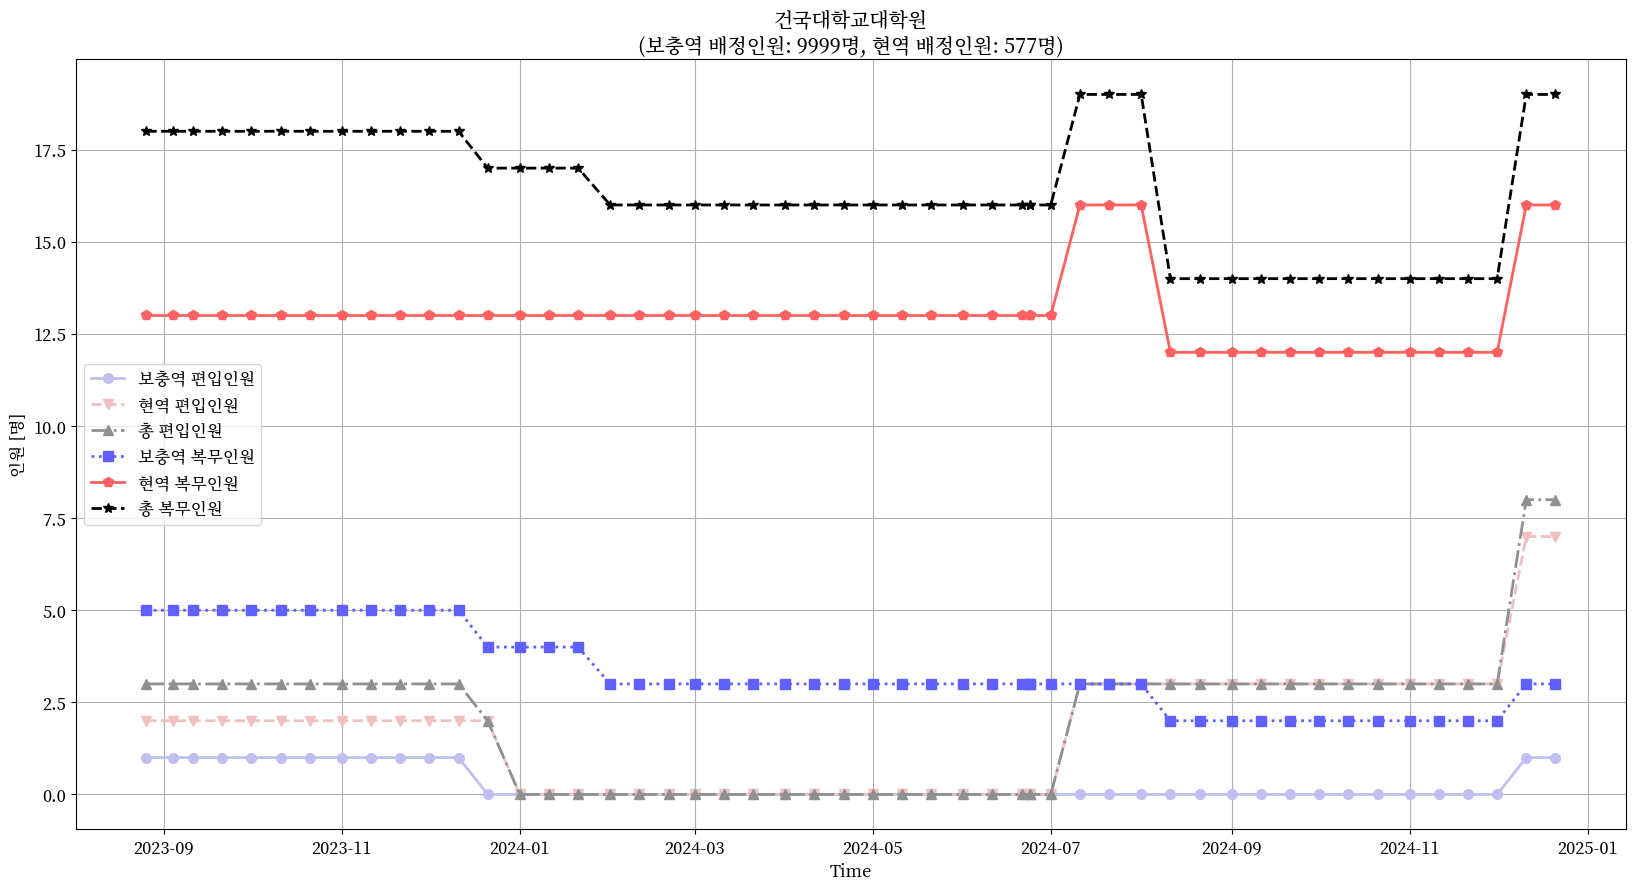 건국대학교대학원
(보충역 배정인원: 9999명, 현역 배정인원: 577명)
인원 [명]
17.5
15.0
12.5
10.0
7.5
5.0
2.5
0.0
보충역 편입인원
현역 편입인원
총 편입인원
보충역 복무인원
현역 복무인원
총 복무인원
2023-09
2023-11
2024-01
2024-03
2024-05
2024-07
2024-09
2024-11
2025-01
Time